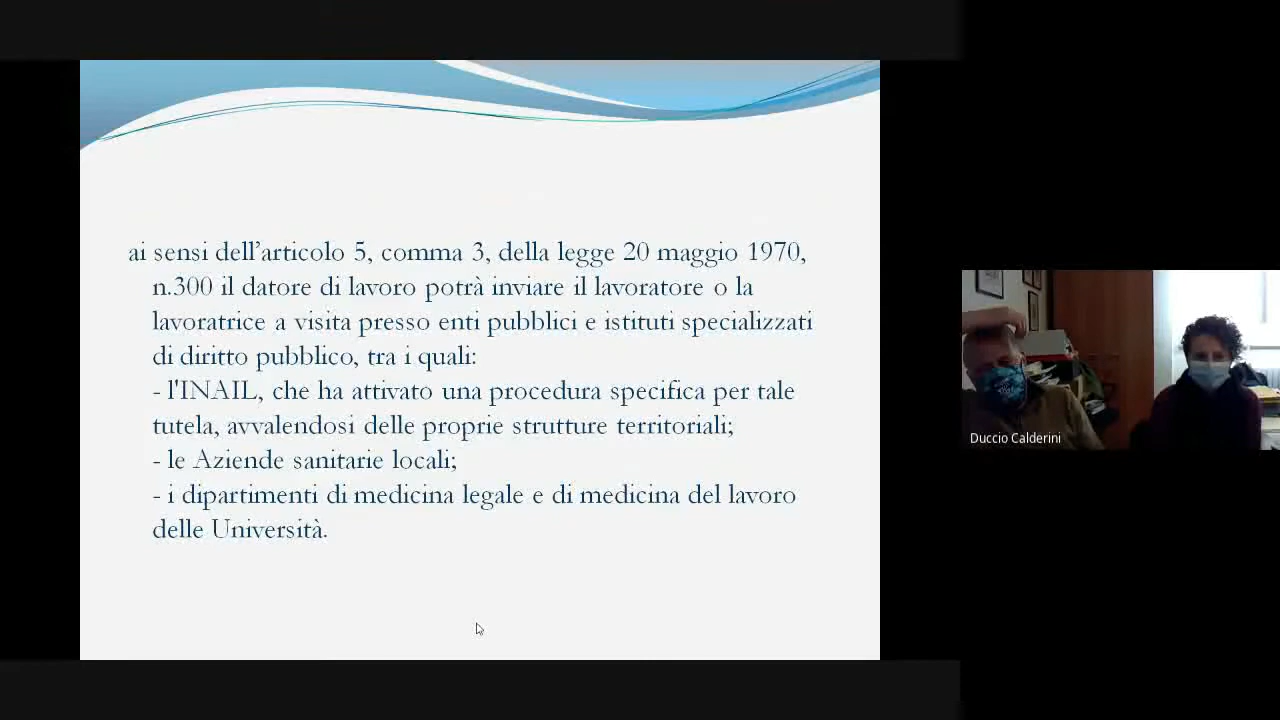 ai sensi dell’articolo 5, comma 3, della legge 20 maggio 1970,
n.300 il datore di lavoro potrà inviare il lavoratore o la
lavoratrice a visita presso enti pubblici e istituti specializzati
di diritto pubblico, tra i quali:
- l'INAIL, che ha attivato una procedura specifica per tale
tutela, avvalendosi delle proprie strutture territoriali;
- le Aziende sanitarie locali;
- i dipartimenti di medicina legale e di medicina del lavoro
delle Università.
Duccio Calderini